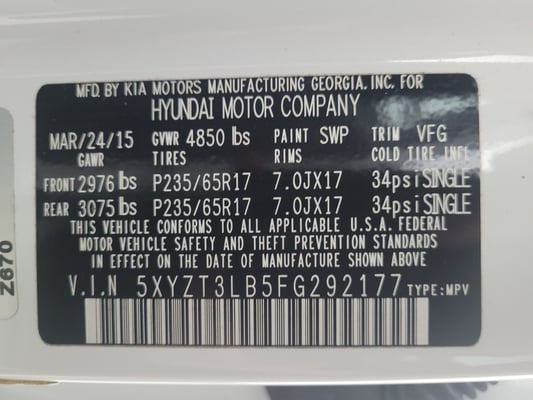 MFD. BY KIA MOTORS MANUFACTURING GEORGIA, INC. FOR
HYUNDAI MOTOR COMPANY
MAR/24/15 GVWR 4850 lbs PAINT SWP TRIM VFG
GAWR TIRES RIMS COLD TIRE INFL
FRONT 2976 lbs P235/65R17 7.0JX17 34psi SINGLE
REAR 3075 lbs P235/65R17 7.0JX17 34psi SINGLE
THIS VEHICLE CONFORMS TO ALL APPLICABLE U.S.A. FEDERAL
MOTOR VEHICLE SAFETY AND THEFT PREVENTION STANDARDS
IN EFFECT ON THE DATE OF MANUFACTURE SHOWN ABOVE
V.I.N 5XYZT3LB5FG292177 TYPE:MPV
Z670